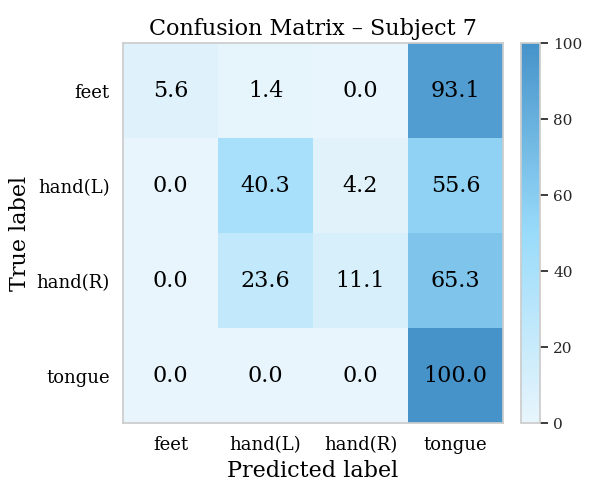 Confusion Matrix – Subject 7
True label
feet 5.6 1.4 0.0 93.1
hand(L) 0.0 40.3 4.2 55.6
hand(R) 0.0 23.6 11.1 65.3
tongue 0.0 0.0 0.0 100.0
feet hand(L) hand(R) tongue
Predicted label
100
80
60
40
20
0